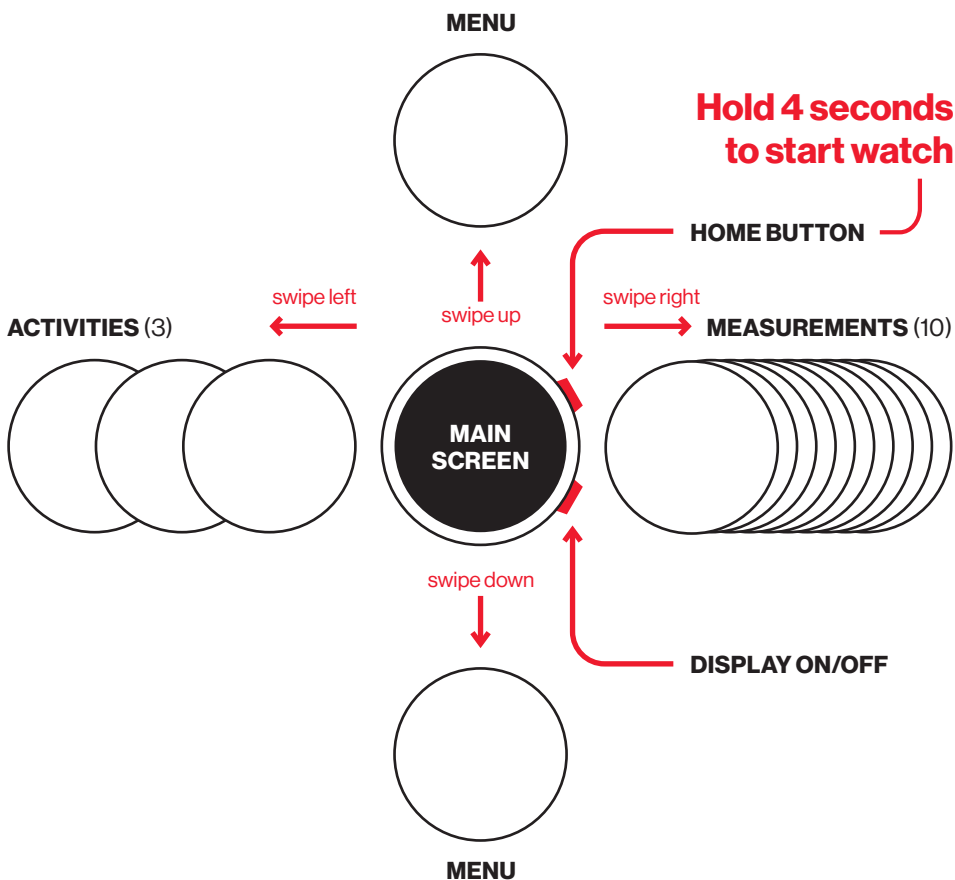 MENU
Hold 4 seconds
to start watch
HOME BUTTON
swipe left
swipe up
swipe right
ACTIVITIES (3)
MEASUREMENTS (10)
MAIN
SCREEN
swipe down
DISPLAY ON/OFF
MENU